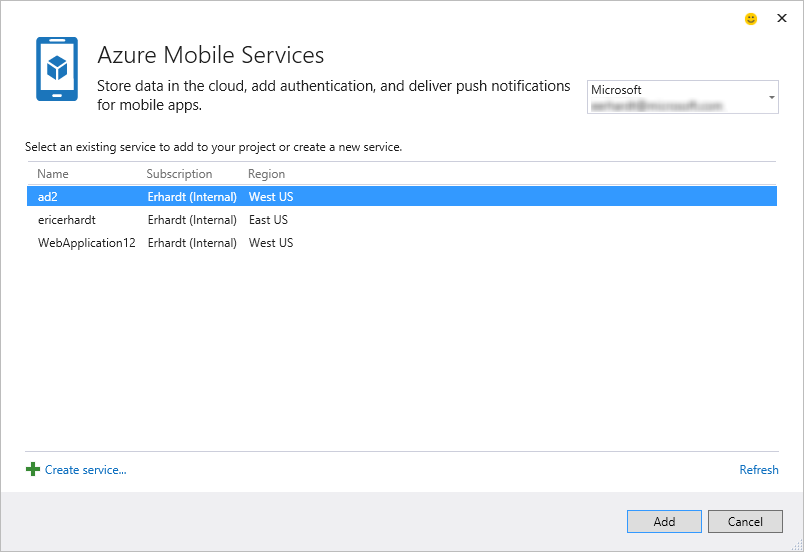 Azure Mobile Services
Store data in the cloud, add authentication, and deliver push notifications
for mobile apps.
Microsoft
Select an existing service to add to your project or create a new service.
Name Subscription Region
ad2 Erhardt (Internal) West US
ericerhardt Erhardt (Internal) East US
WebApplication12 Erhardt (Internal) West US
Create service...
Refresh
Add Cancel